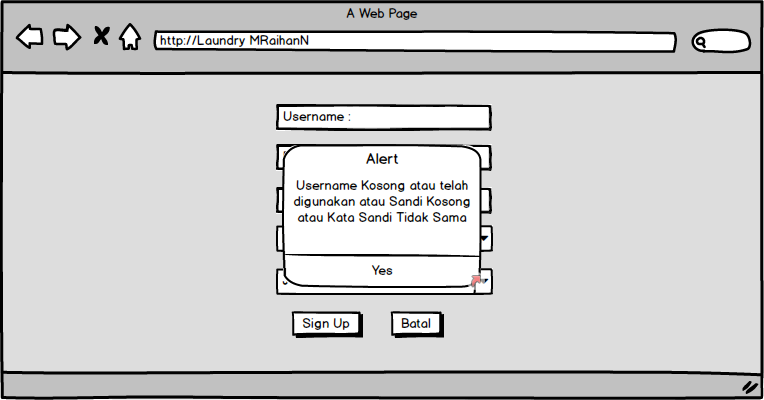 A Web Page
http://Laundry MRaihanN
Username :
Alert
Username Kosong atau telah
digunakan atau Sandi Kosong
atau Kata Sandi Tidak Sama
Yes
Sign Up
Batal